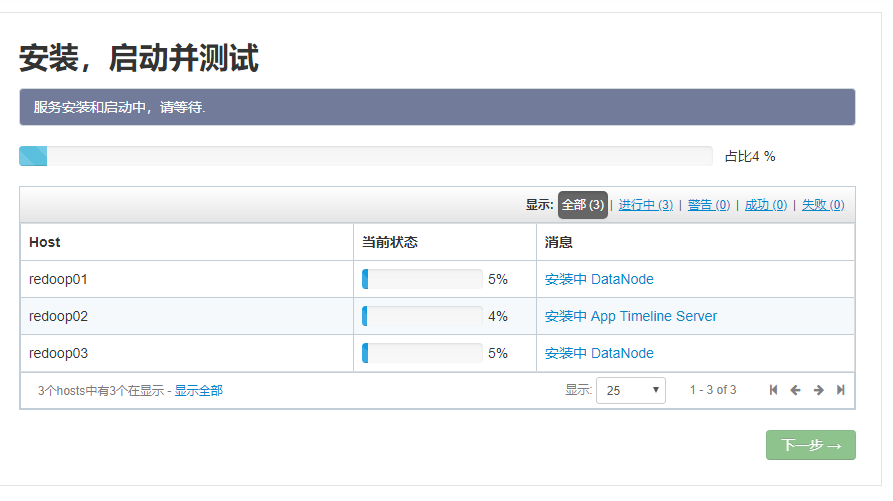 安装，启动并测试
服务安装和启动中，请等待.
占比4 %
显示: 全部 (3) | 进行中 (3) | 警告 (0) | 成功 (0) | 失败 (0)
Host 当前状态 消息
redoop01 5% 安装中 DataNode
redoop02 4% 安装中 App Timeline Server
redoop03 5% 安装中 DataNode
3个hosts中有3个在显示 - 显示全部 显示: 25 1 - 3 of 3
下一步 →